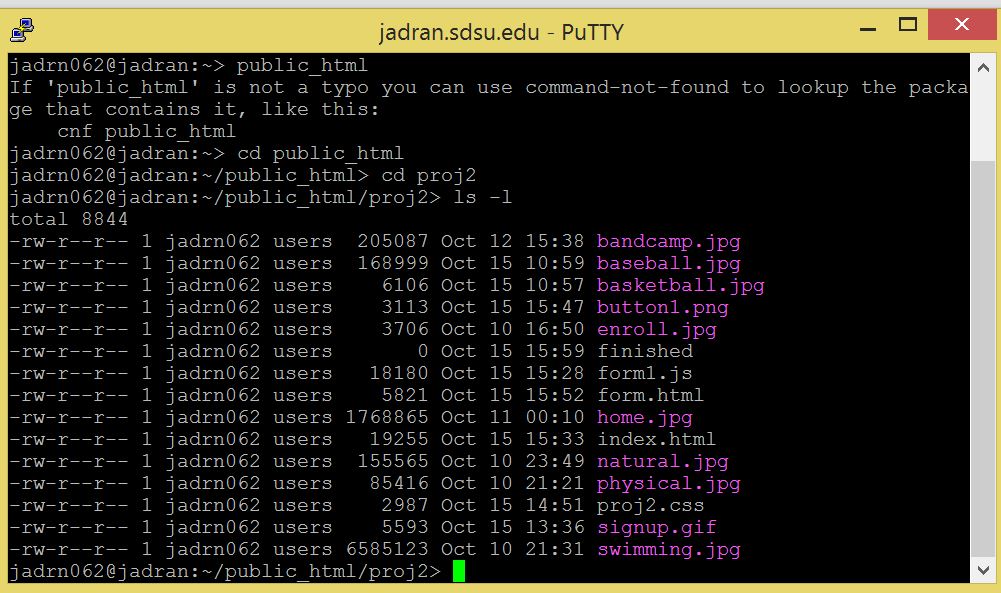 jadran.sdsu.edu - PuTTY
jadrn062@jadran:~> public_html
If 'public_html' is not a typo you can use command-not-found to lookup the packa
ge that contains it, like this:
    cnf public_html
jadrn062@jadran:~> cd public_html
jadrn062@jadran:~/public_html> cd proj2
jadrn062@jadran:~/public_html/proj2> ls -l
total 8844
-rw-r--r-- 1 jadrn062 users  205087 Oct 12 15:38 bandcamp.jpg
-rw-r--r-- 1 jadrn062 users  168999 Oct 15 10:59 baseball.jpg
-rw-r--r-- 1 jadrn062 users    6106 Oct 15 10:57 basketball.jpg
-rw-r--r-- 1 jadrn062 users    3113 Oct 15 15:47 button1.png
-rw-r--r-- 1 jadrn062 users    3706 Oct 10 16:50 enroll.jpg
-rw-r--r-- 1 jadrn062 users       0 Oct 15 15:59 finished
-rw-r--r-- 1 jadrn062 users   18180 Oct 15 15:28 form1.js
-rw-r--r-- 1 jadrn062 users    5821 Oct 15 15:52 form.html
-rw-r--r-- 1 jadrn062 users 1768865 Oct 11 00:10 home.jpg
-rw-r--r-- 1 jadrn062 users   19255 Oct 15 15:33 index.html
-rw-r--r-- 1 jadrn062 users  155565 Oct 10 23:49 natural.jpg
-rw-r--r-- 1 jadrn062 users   85416 Oct 10 21:21 physical.jpg
-rw-r--r-- 1 jadrn062 users    2987 Oct 15 14:51 proj2.css
-rw-r--r-- 1 jadrn062 users    5593 Oct 15 13:36 signup.gif
-rw-r--r-- 1 jadrn062 users 6585123 Oct 10 21:31 swimming.jpg
jadrn062@jadran:~/public_html/proj2>